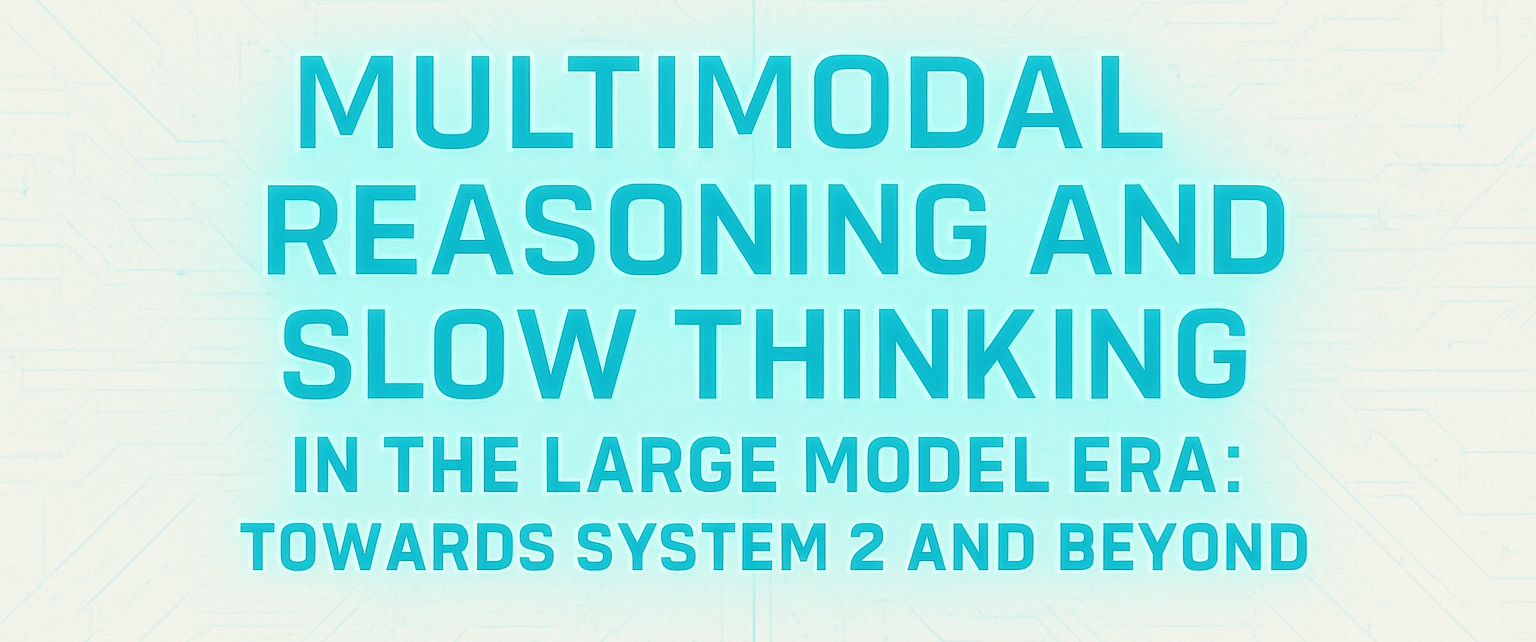 MULTIMODAL
REASONING AND
SLOW THINKING
IN THE LARGE MODEL ERA:
TOWARDS SYSTEM 2 AND BEYOND